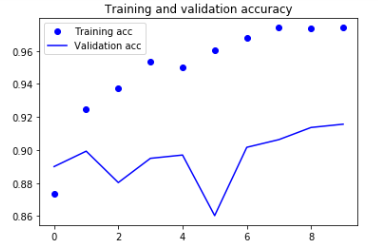 Training and validation accuracy
Training acc
Validation acc
0.96
0.94
0.92
0.90
0.88
0.86
0 2 4 6 8